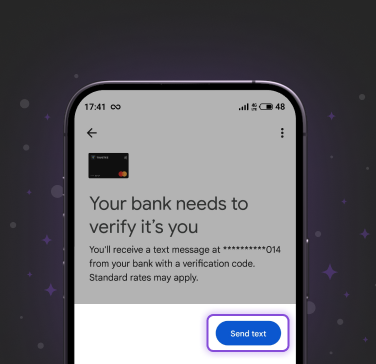 17:41
48
Your bank needs to
verify it's you
You'll receive a text message at **********014
from your bank with a verification code.
Standard rates may apply.
Send text